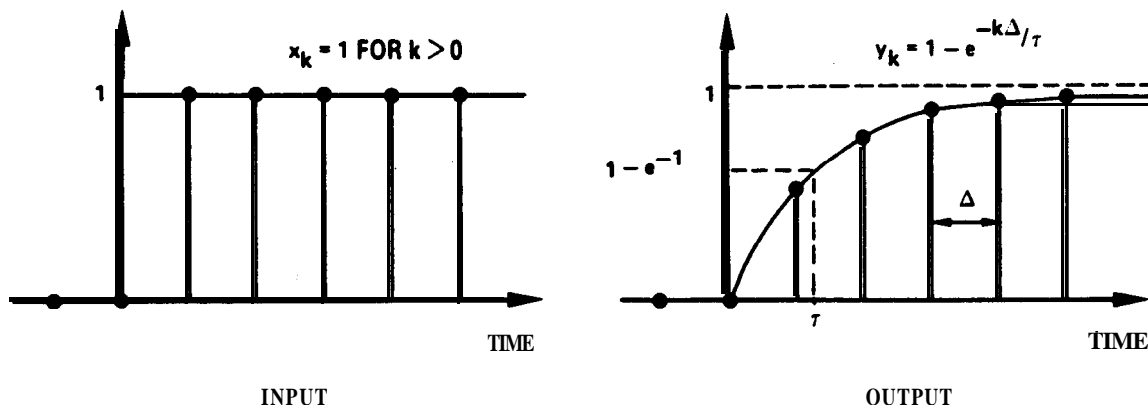 x_k = 1 FOR k > 0
1
TIME
INPUT
y_k = 1 − e^{−kΔ/τ}
1
1 − e^{−1}
Δ
τ
TIME
OUTPUT